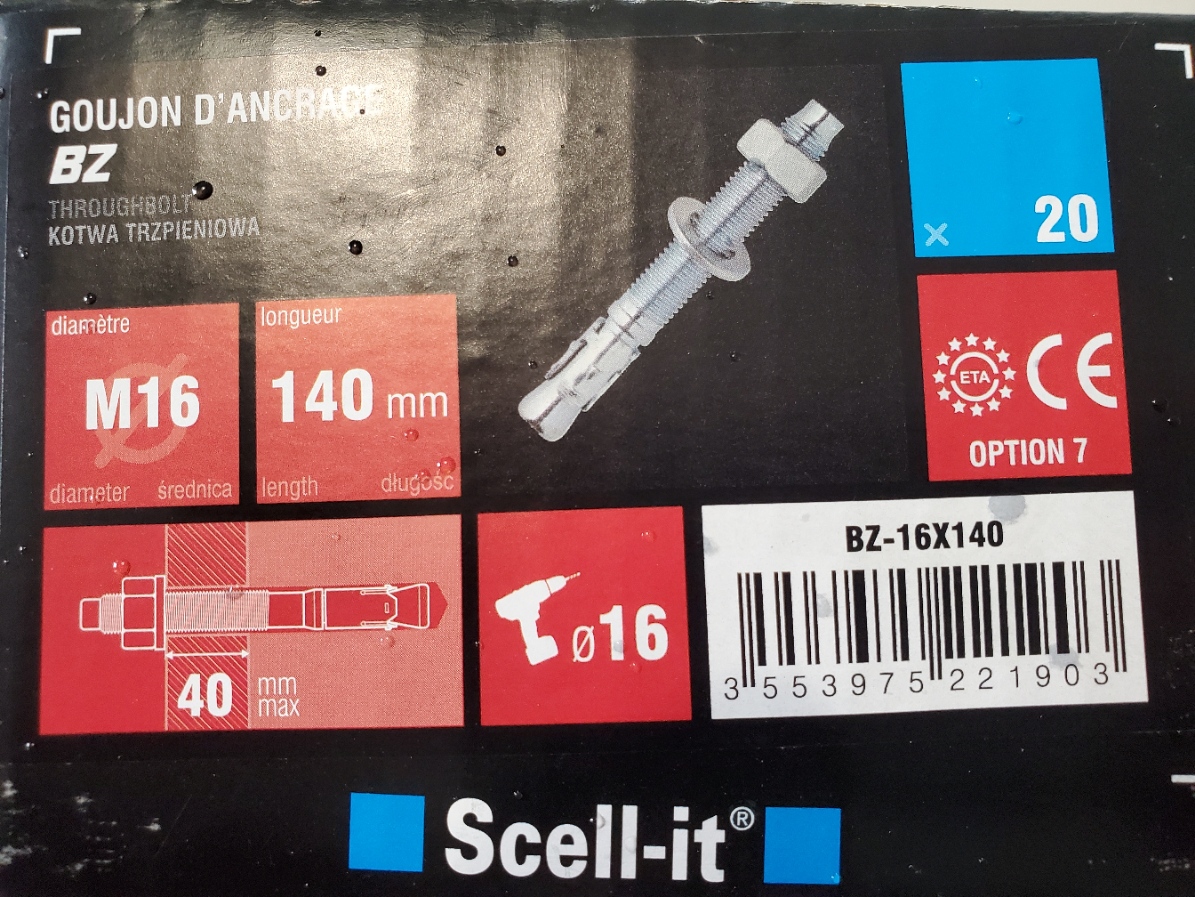 GOUJON D'ANCRAGE
BZ
THROUGHBOLT
KOTWA TRZPIENIOWA
x 20
diamètre
M16
diameter średnica
longueur
140 mm
length długość
ETA CE
OPTION 7
40 mm max
ø16
BZ-16X140
3 553975 221903
Scell-it®